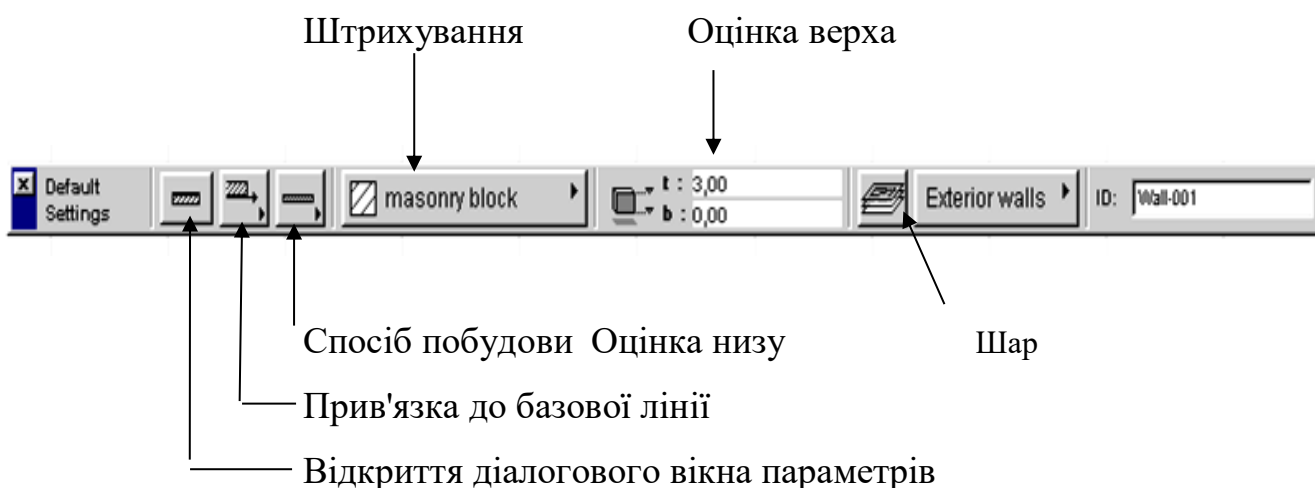 Штрихування Оцінка верха
Default
Settings
masonry block
t : 3,00
b : 0,00
Exterior walls
ID: Wall-001
Спосіб побудови Оцінка низу Шар
Прив'язка до базової лінії
Відкриття діалогового вікна параметрів